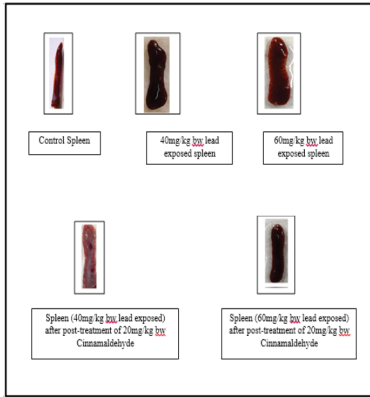 Control Spleen
40mg/kg bw lead
exposed spleen
60mg/kg bw lead
exposed spleen
Spleen (40mg/kg bw lead exposed)
after post-treatment of 20mg/kg bw
Cinnamaldehyde
Spleen (60mg/kg bw lead exposed)
after post-treatment of 20mg/kg bw
Cinnamaldehyde